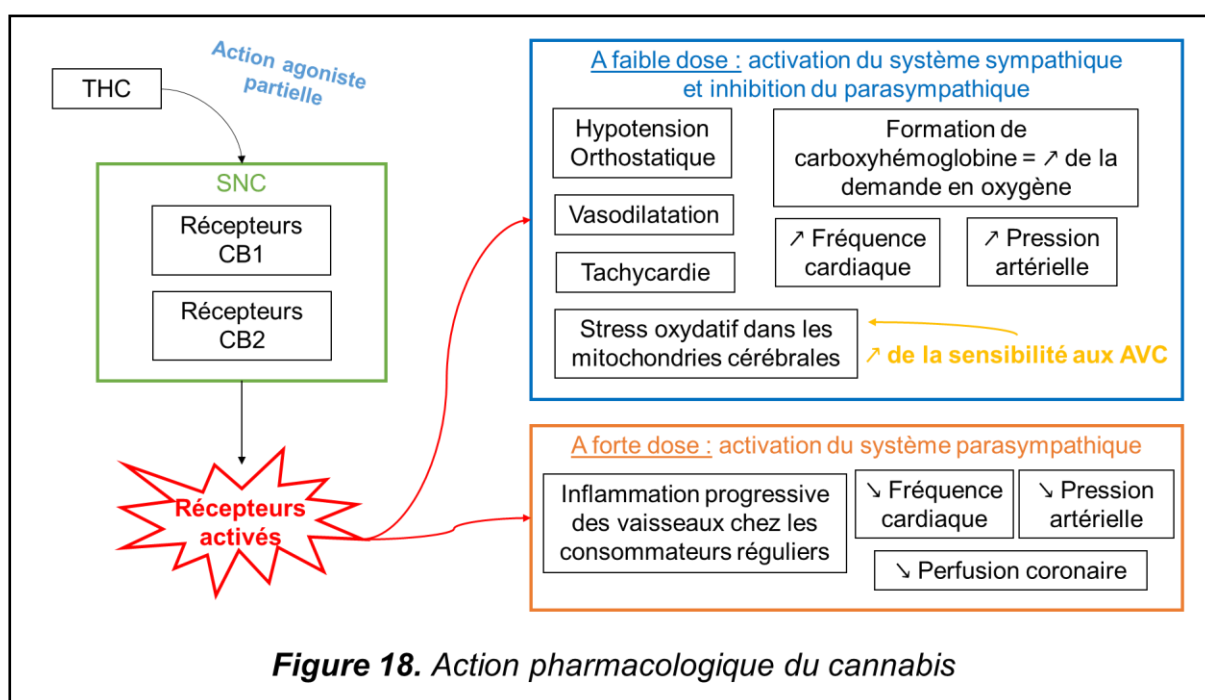 Action agoniste
partielle
THC
SNC
Récepteurs
CB1
Récepteurs
CB2
Récepteurs
activés
A faible dose : activation du système sympathique
et inhibition du parasympathique
Hypotension
Orthostatique
Formation de
carboxyhémoglobine = ↗ de la
demande en oxygène
Vasodilatation
↗ Fréquence
cardiaque
↗ Pression
artérielle
Tachycardie
Stress oxydatif dans les
mitochondries cérébrales
↗ de la sensibilité aux AVC
A forte dose : activation du système parasympathique
Inflammation progressive
des vaisseaux chez les
consommateurs réguliers
↘ Fréquence
cardiaque
↘ Pression
artérielle
↘ Perfusion coronaire
Figure 18. Action pharmacologique du cannabis